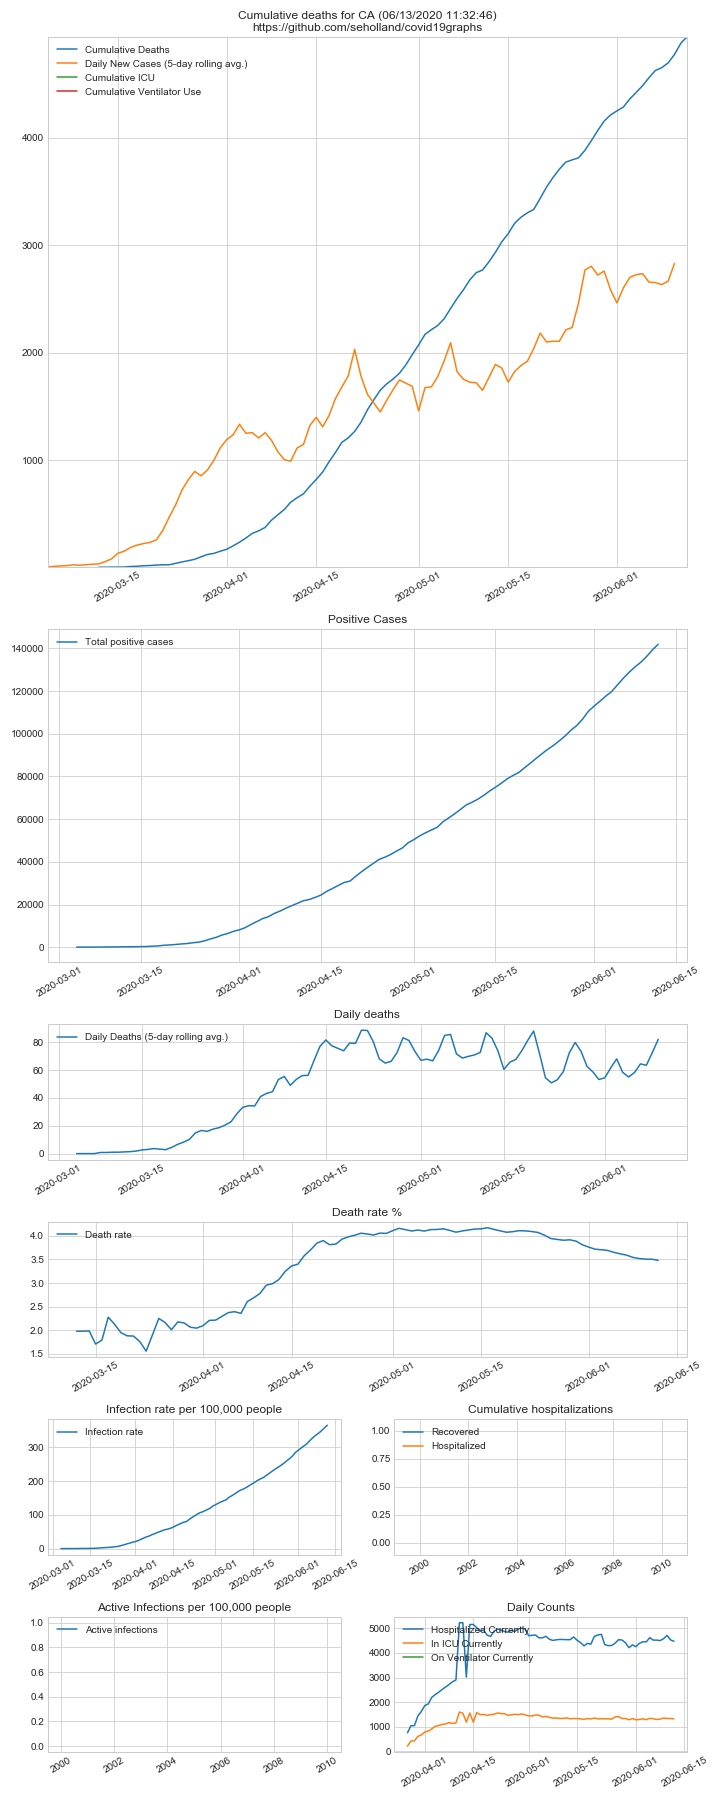 Cumulative deaths for CA (06/13/2020 11:32:46)
https://github.com/seholland/covid19graphs
Cumulative Deaths
Daily New Cases (5-day rolling avg.)
Cumulative ICU
Cumulative Ventilator Use
4000
3000
2000
1000
2020-03-15 2020-04-01 2020-04-15 2020-05-01 2020-05-15 2020-06-01
Positive Cases
Total positive cases
140000
120000
100000
80000
60000
40000
20000
0
2020-03-01 2020-03-15 2020-04-01 2020-04-15 2020-05-01 2020-05-15 2020-06-01 2020-06-15
Daily deaths
Daily Deaths (5-day rolling avg.)
80
60
40
20
0
2020-03-01 2020-03-15 2020-04-01 2020-04-15 2020-05-01 2020-05-15 2020-06-01
Death rate %
Death rate
4.0
3.5
3.0
2.5
2.0
1.5
2020-03-15 2020-04-01 2020-04-15 2020-05-01 2020-05-15 2020-06-01 2020-06-15
Infection rate per 100,000 people
Infection rate
300
200
100
0
2020-03-01 2020-03-15 2020-04-01 2020-04-15 2020-05-01 2020-05-15 2020-06-01 2020-06-15
Cumulative hospitalizations
Recovered
Hospitalized
1.00
0.75
0.50
0.25
0.00
2000 2002 2004 2006 2008 2010
Active Infections per 100,000 people
Active infections
1.0
0.8
0.6
0.4
0.2
0.0
2000 2002 2004 2006 2008 2010
Daily Counts
Hospitalized Currently
In ICU Currently
On Ventilator Currently
5000
4000
3000
2000
1000
0
2020-04-01 2020-04-15 2020-05-01 2020-05-15 2020-06-01 2020-06-15